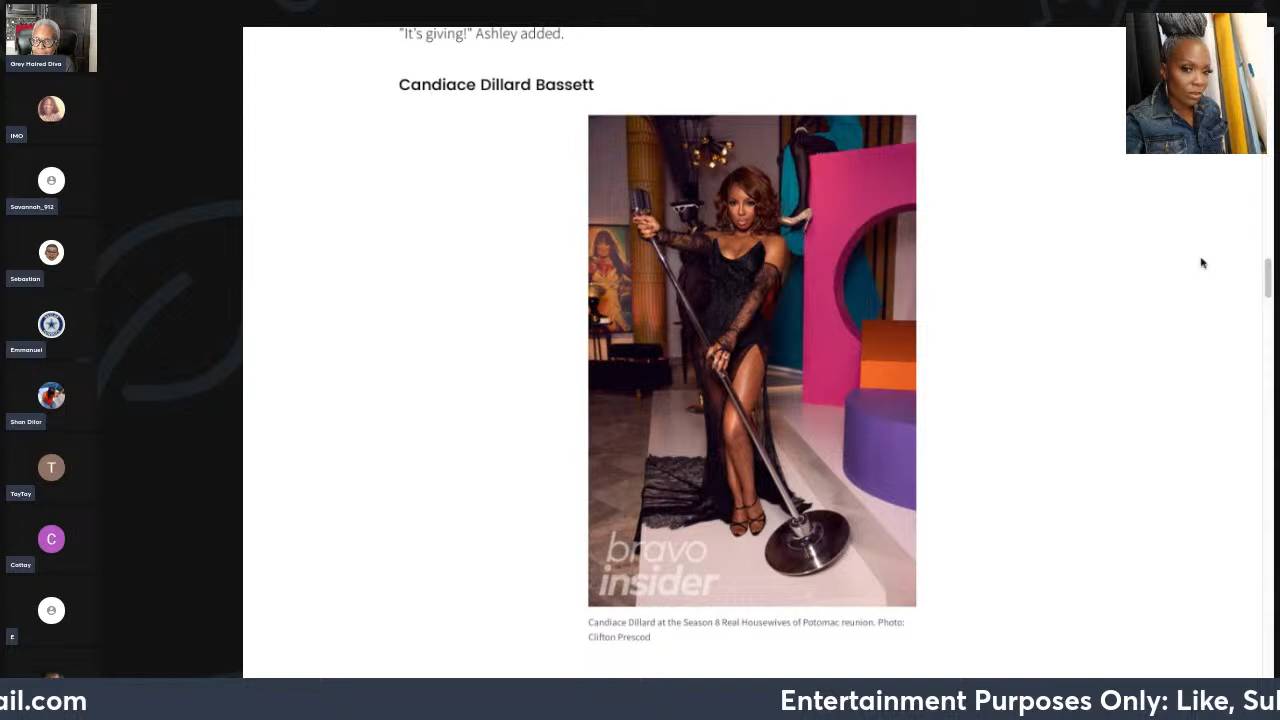 "It's giving!" Ashley added.
Candiace Dillard Bassett
bravo
insider
Candiace Dillard at the Season 8 Real Housewives of Potomac reunion. Photo:
Clifton Prescod
Grey Haired Diva
IMO
Savannah_912
Sebastian
Emmanuel
Shan Dilor
T
TayTay
C
Cattay
ail.com
Entertainment Purposes Only: Like, Su